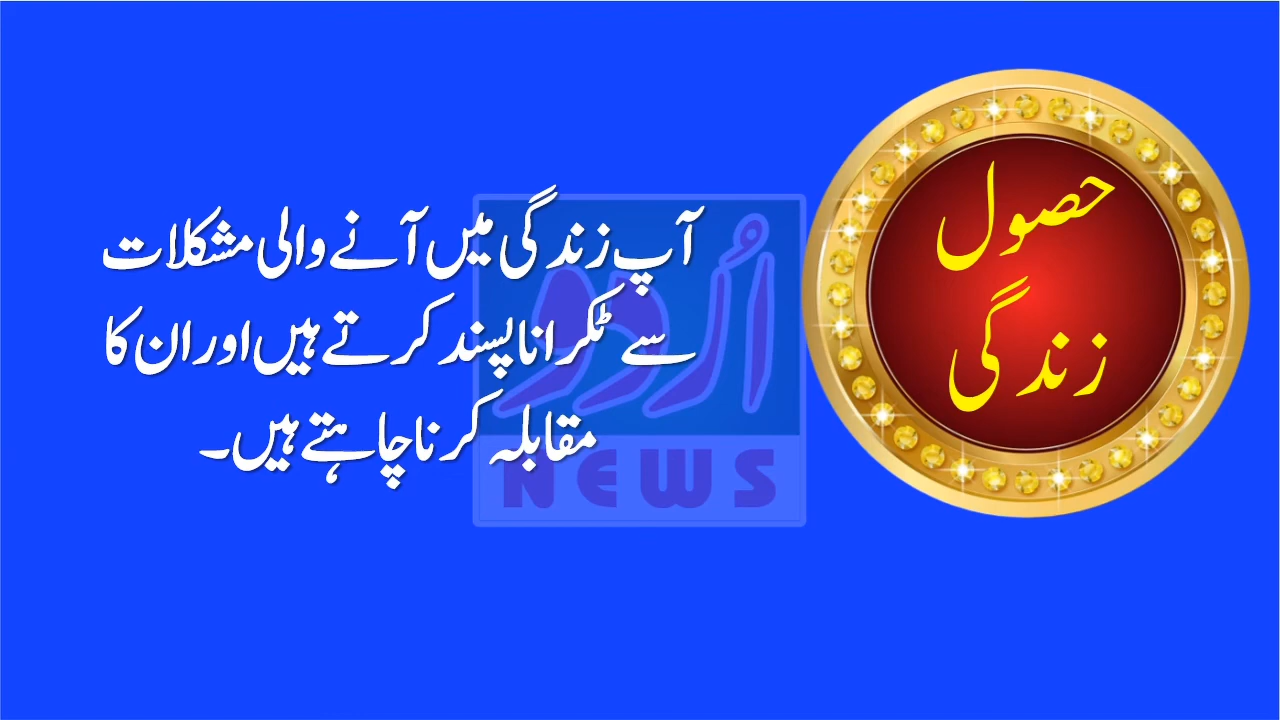 حصول
زندگی
آپ زندگی میں آنے والی مشکلات
سے ٹکرانا پسند کرتے ہیں اور ان کا
مقابلہ کرنا چاہتے ہیں۔
اُردو
NEWS